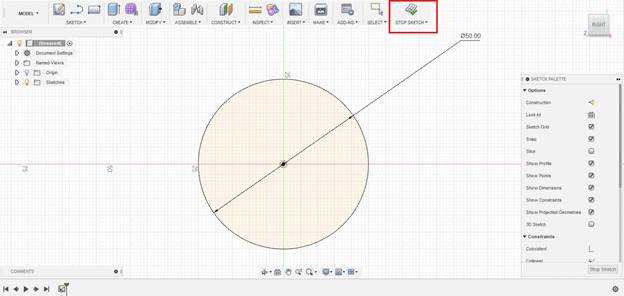 MODEL
SKETCH
CREATE
MODIFY
ASSEMBLE
CONSTRUCT
INSPECT
INSERT
MAKE
ADD-INS
SELECT
STOP SKETCH
RIGHT
Z
BROWSER
(Unsaved)
Document Settings
Named Views
Origin
Sketches
Ø50.00
25
75
50
25
SKETCH PALETTE
Options
Construction
Look At
Sketch Grid
Snap
Slice
Show Profile
Show Points
Show Dimensions
Show Constraints
Show Projected Geometries
3D Sketch
Constraints
Coincident
Collinear
Stop Sketch
COMMENTS